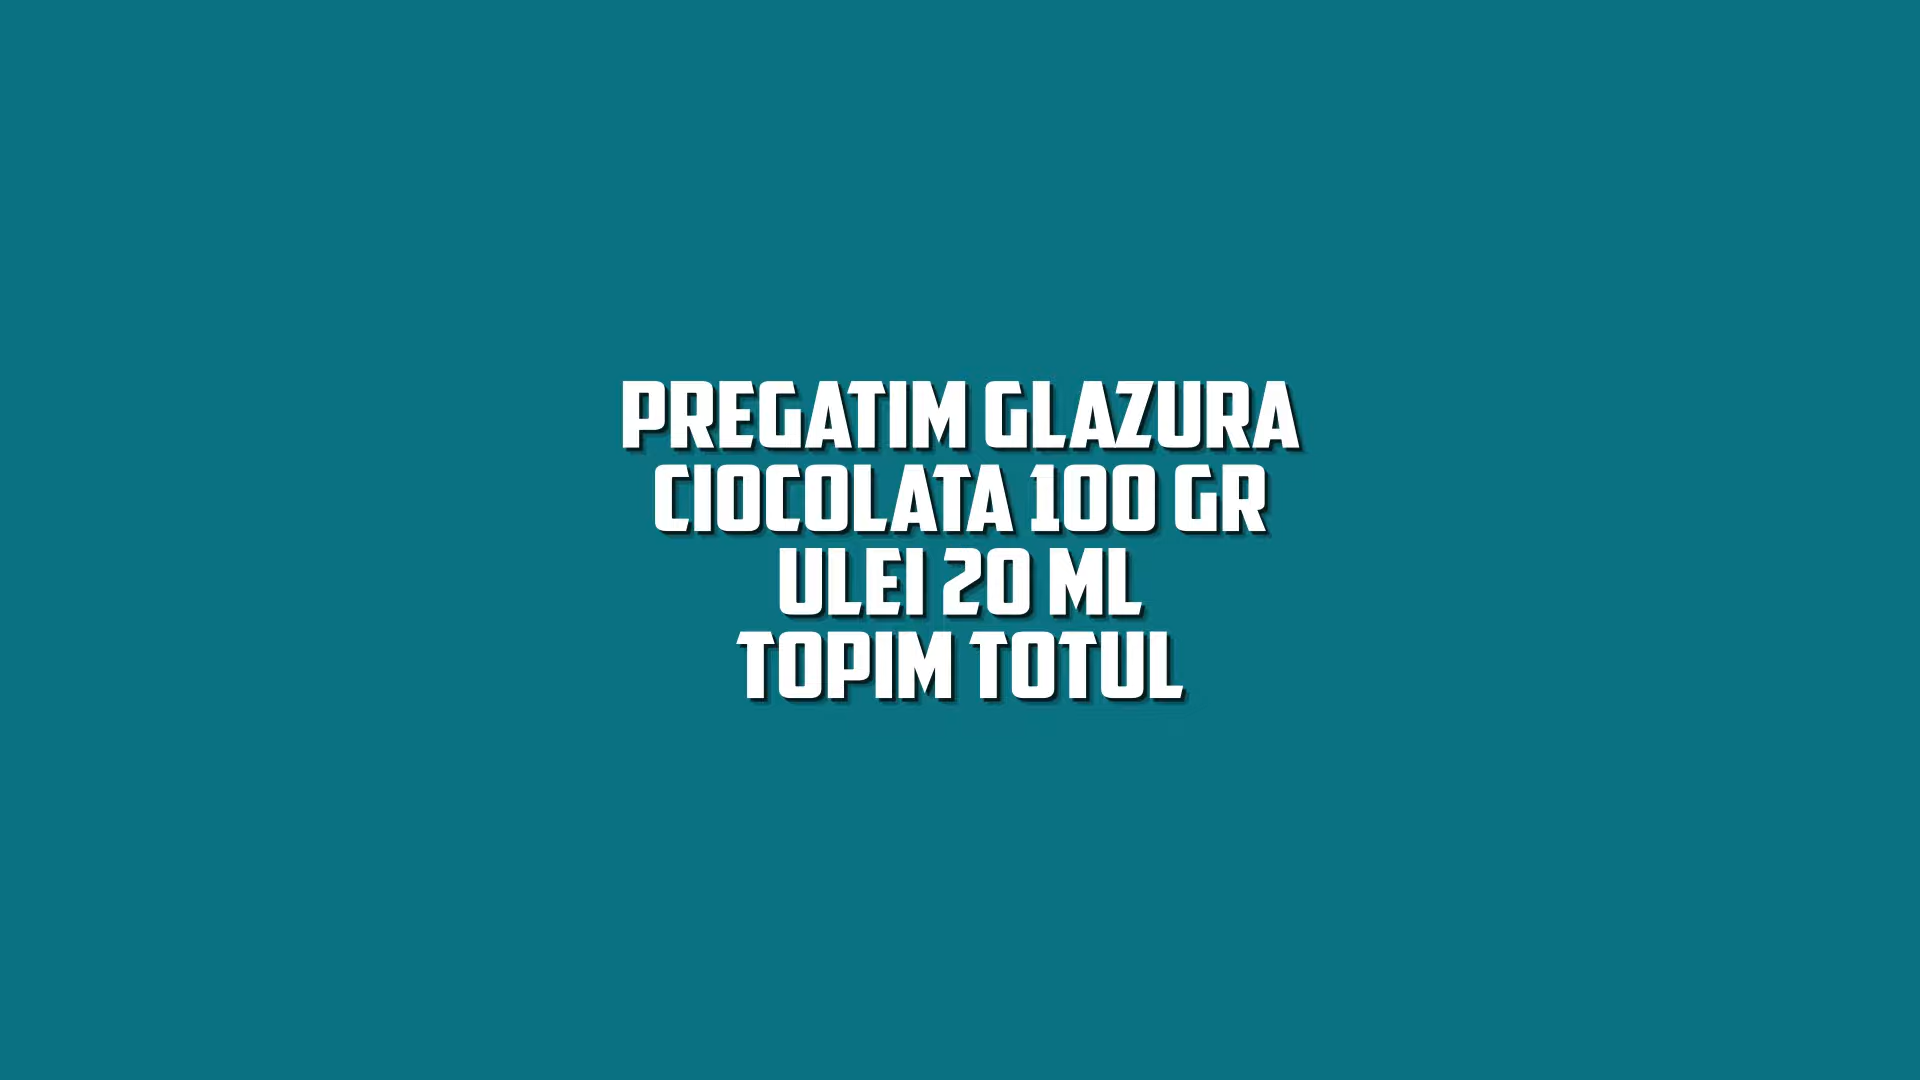 PREGATIM GLAZURA
CIOCOLATA 100 GR
ULEI 20 ML
TOPIM TOTUL